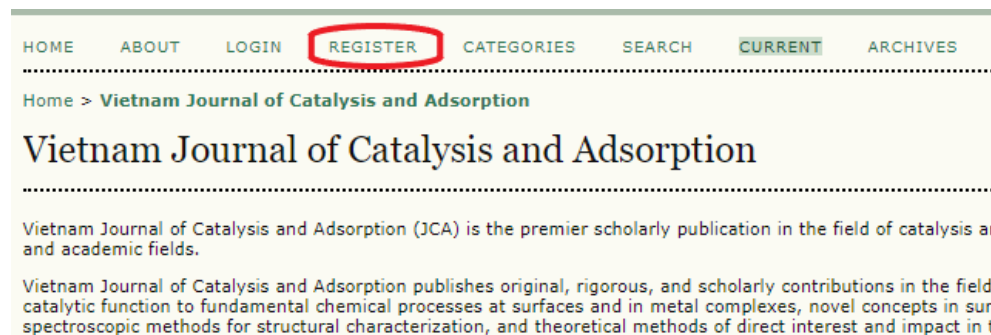 HOME ABOUT LOGIN REGISTER CATEGORIES SEARCH CURRENT ARCHIVES
Home > Vietnam Journal of Catalysis and Adsorption
Vietnam Journal of Catalysis and Adsorption
Vietnam Journal of Catalysis and Adsorption (JCA) is the premier scholarly publication in the field of catalysis
and academic fields.
Vietnam Journal of Catalysis and Adsorption publishes original, rigorous, and scholarly contributions in the field
catalytic function to fundamental chemical processes at surfaces and in metal complexes, novel concepts in
spectroscopic methods for structural characterization, and theoretical methods of direct interest and impact in